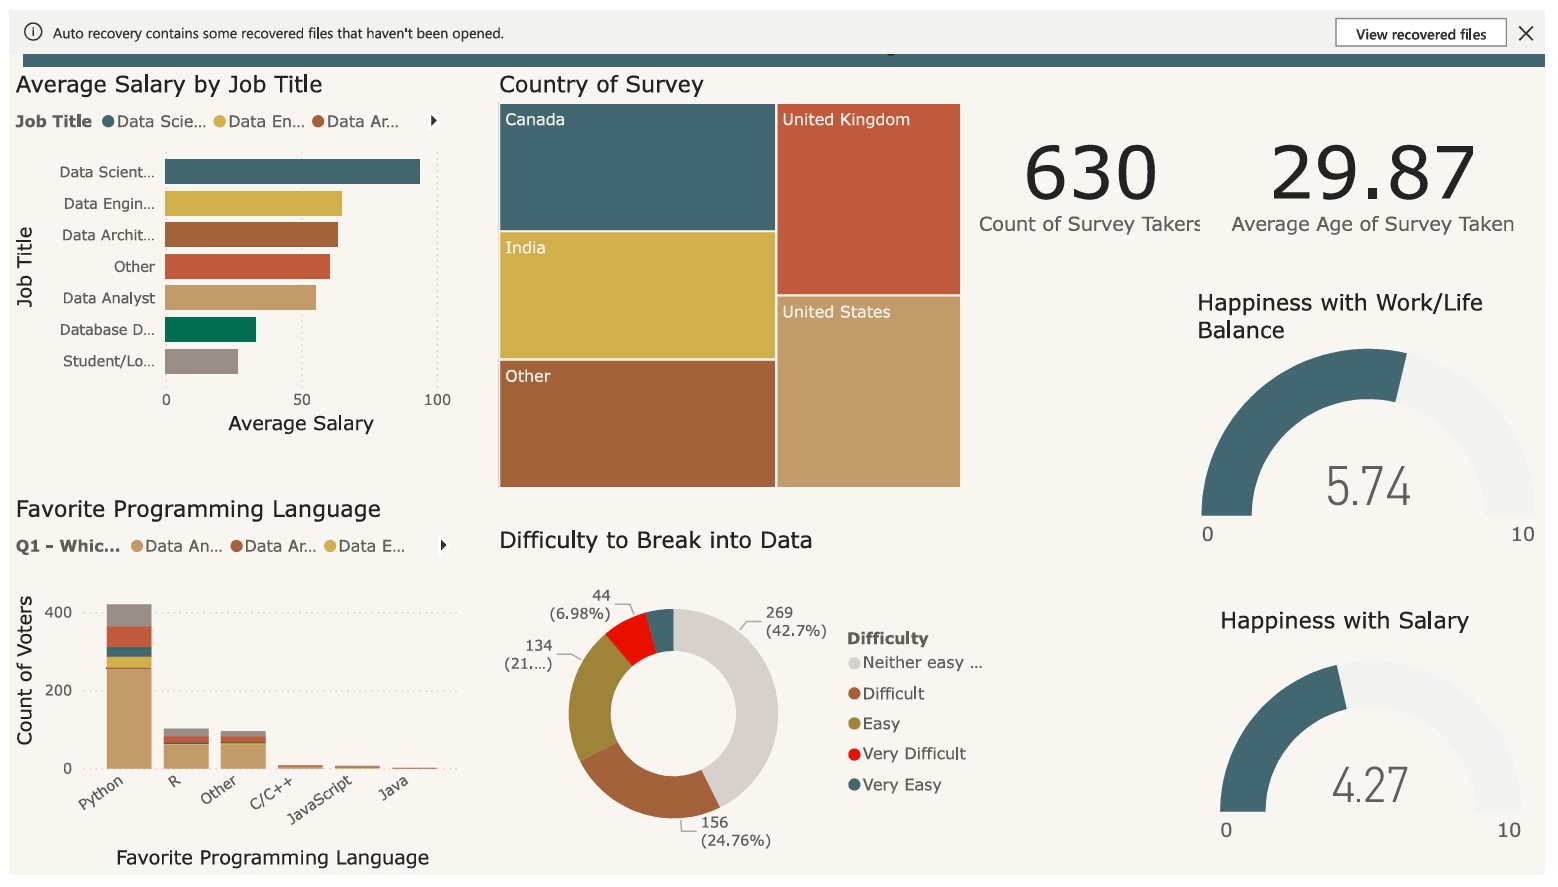 Auto recovery contains some recovered files that haven't been opened.
View recovered files
Average Salary by Job Title
Job Title Data Scie... Data En... Data Ar...
Job Title
Data Scient...
Data Engin...
Data Archit...
Other
Data Analyst
Database D...
Student/Lo...
0 50 100
Average Salary
Country of Survey
Canada
India
Other
United Kingdom
United States
630
Count of Survey Takers
29.87
Average Age of Survey Taken
Happiness with Work/Life
Balance
5.74
0 10
Favorite Programming Language
Q1 - Whic... Data An... Data Ar... Data E...
Count of Voters
400
200
0
Python R Other C/C++ JavaScript Java
Favorite Programming Language
Difficulty to Break into Data
44
(6.98%)
269
(42.7%)
134
(21....)
156
(24.76%)
Difficulty
Neither easy ...
Difficult
Easy
Very Difficult
Very Easy
Happiness with Salary
4.27
0 10